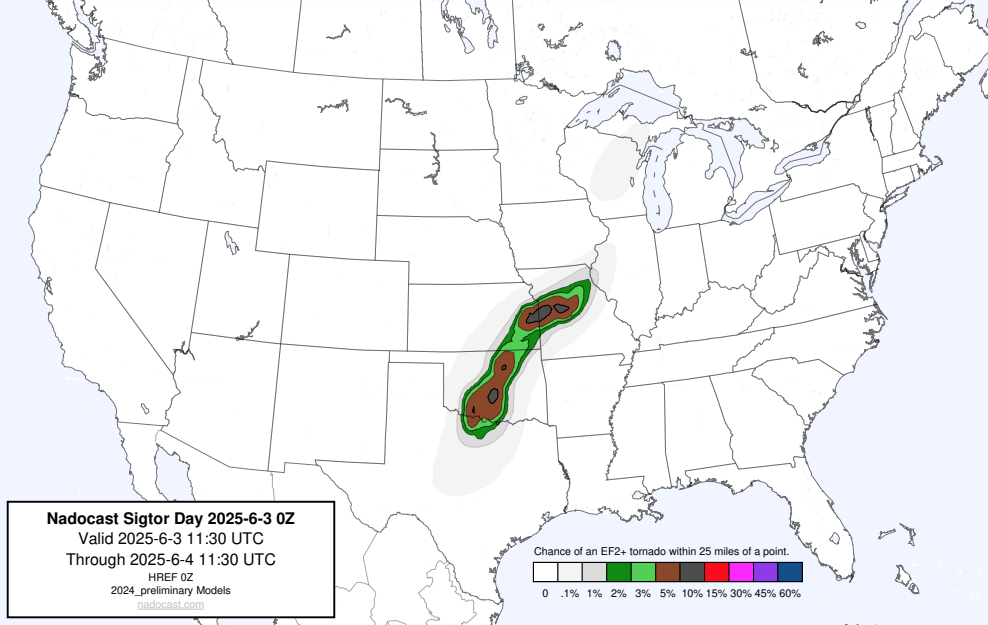 Nadocast Sigtor Day 2025-6-3 0Z
Valid 2025-6-3 11:30 UTC
Through 2025-6-4 11:30 UTC
HREF 0Z
2024_preliminary Models
nadocast.com
Chance of an EF2+ tornado within 25 miles of a point.
0 .1% 1% 2% 3% 5% 10% 15% 30% 45% 60%